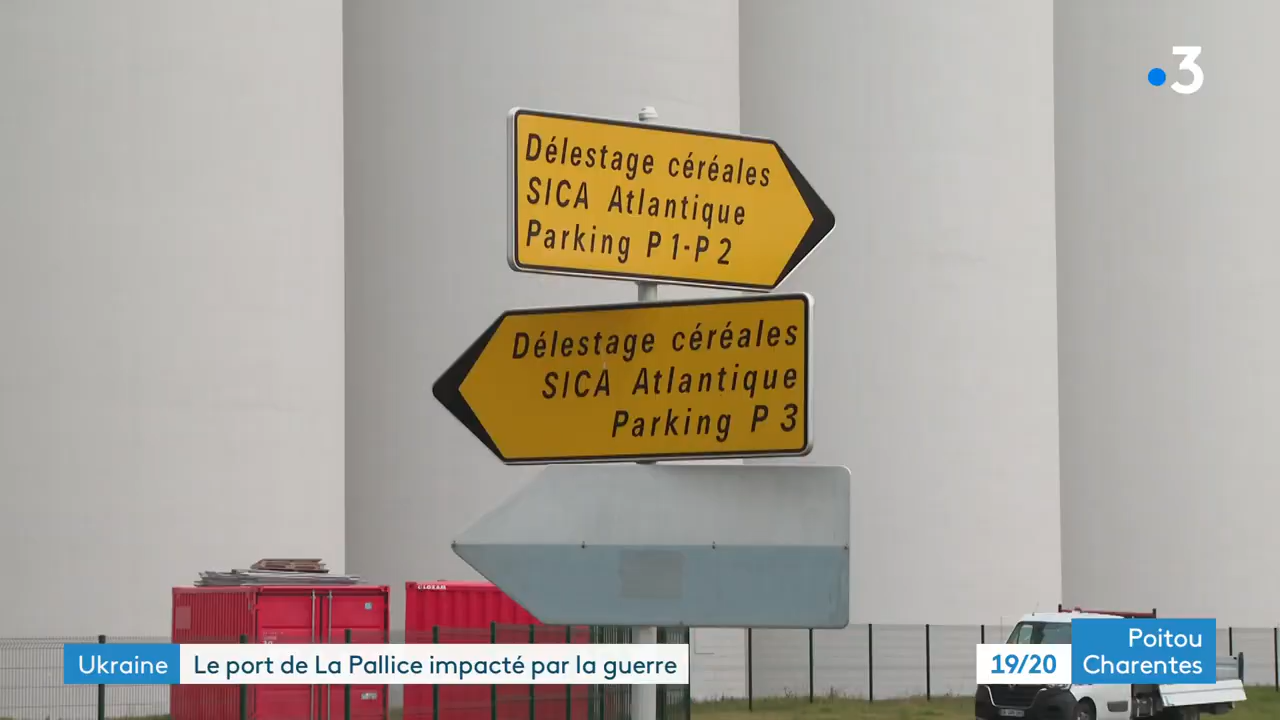 3
Délestage céréales
SICA Atlantique
Parking P1-P2
Délestage céréales
SICA Atlantique
Parking P3
CLOXAM
Ukraine Le port de La Pallice impacté par la guerre
19/20 Poitou
Charentes